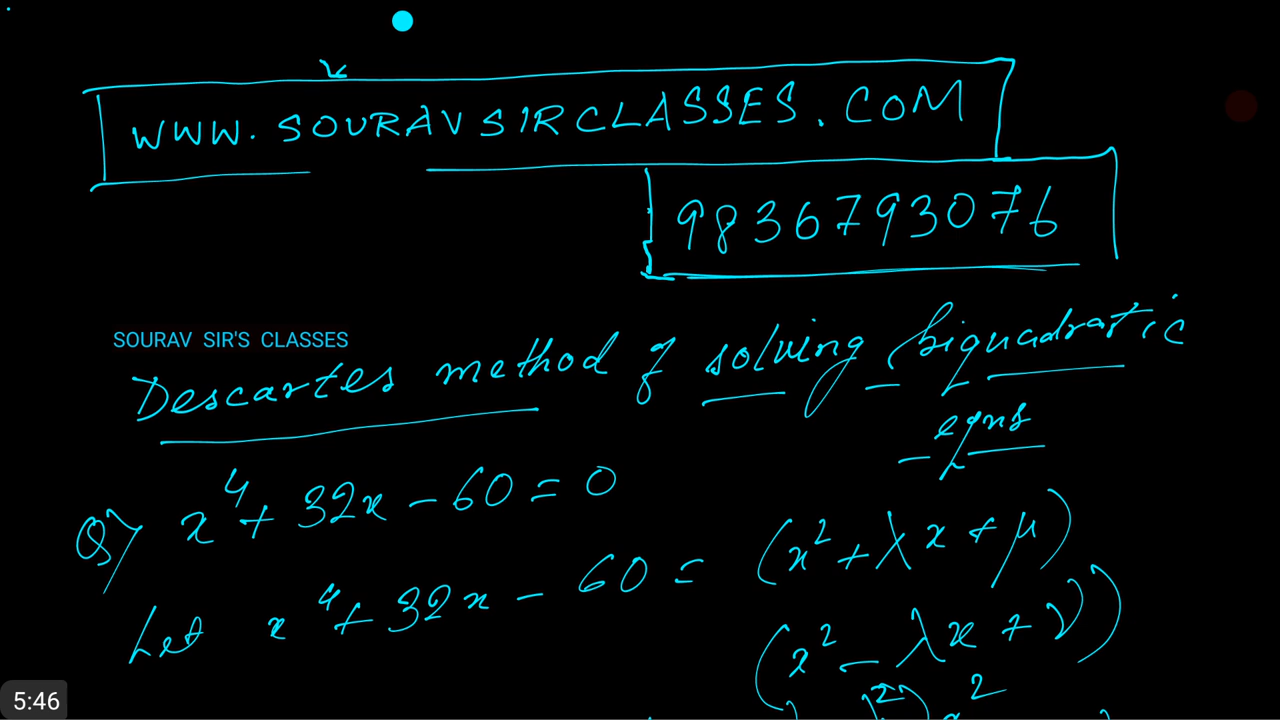 WWW. SOURAVSIRCLASSES.COM
9836793076
SOURAV SIR'S CLASSES
Descartes method of solving biquadratic
eqns
Q) x⁴ + 32x - 60 = 0
Let x⁴ + 32x - 60 = (x² + λx + μ)
(x² - λx + ν)
5:46